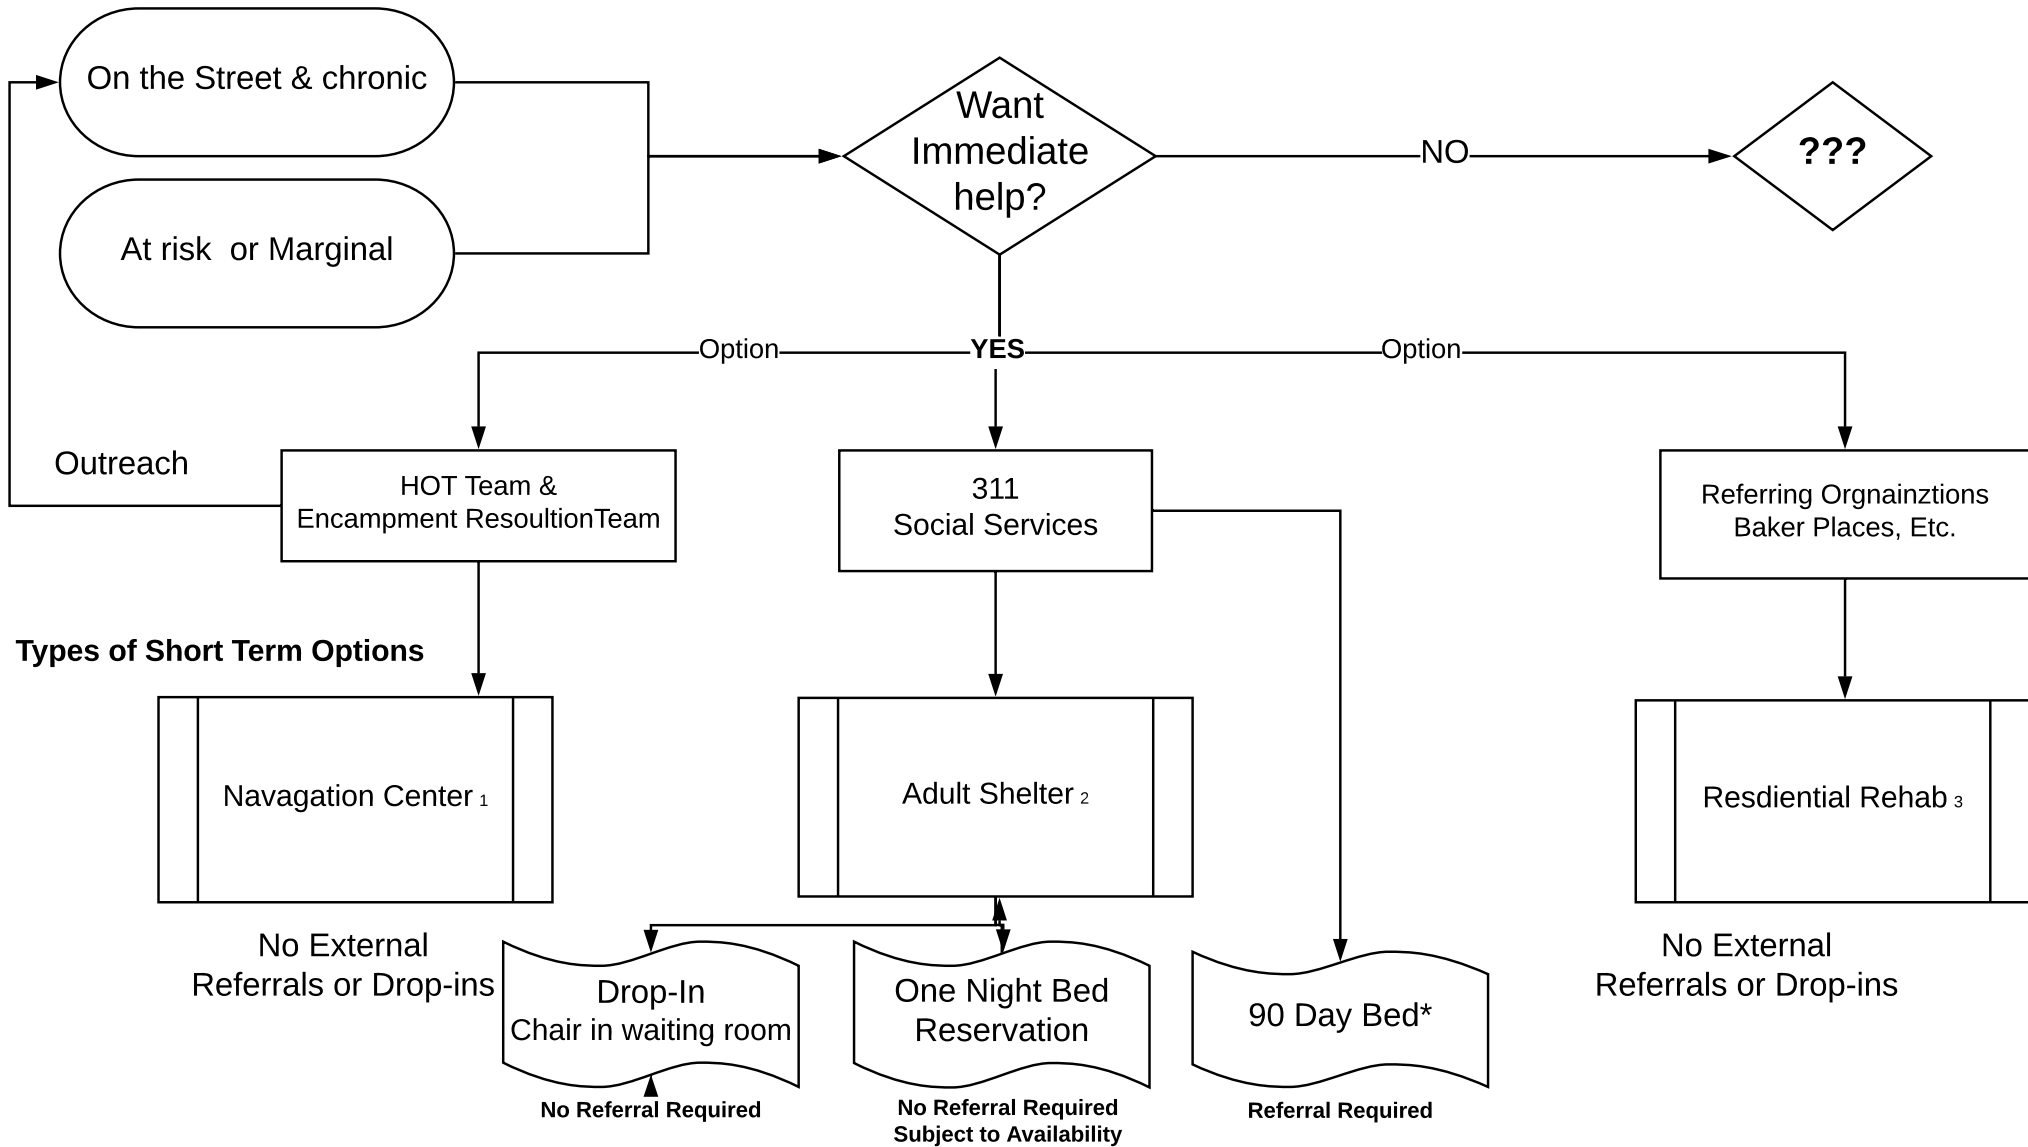 On the Street & chronic
Want
Immediate
help?
NO
???
At risk  or Marginal
Option
YES
Option
Outreach
HOT Team &
Encampment ResoultionTeam
311
Social Services
Referring Orgnainztions
Baker Places, Etc.
Types of Short Term Options
Navagation Center 1
Adult Shelter 2
Resdiential Rehab 3
No External
Referrals or Drop-ins
Drop-In
Chair in waiting room
One Night Bed
Reservation
90 Day Bed*
No External
Referrals or Drop-ins
No Referral Required
No Referral Required
Subject to Availability
Referral Required